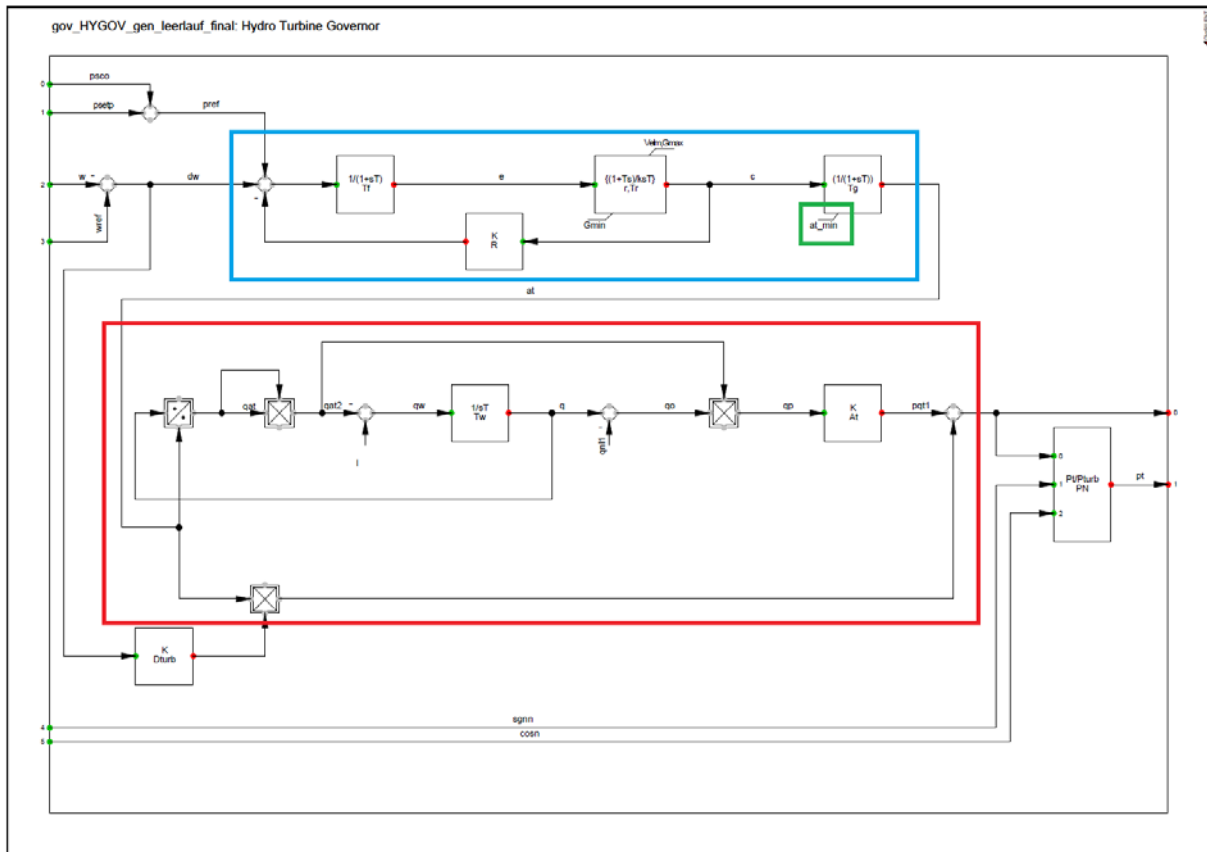 gov_HYGOV_gen_leerlauf_final: Hydro Turbine Governor
psco
0
psetp
pref
1
Velm,Gmax
w
-
dw
2
1/(1+sT)
Tf
e
{(1+Ts)/ksT}
r,Tr
c
(1/(1+sT))
Tg
-
wref
Gmin
at_min
3
K
R
at
qat
qat2
-
qw
1/sT
Tw
q
qo
qp
K
At
pqt1
0
-
qnl1
I
0
1
2
Pt/Pturb
PN
pt
1
K
Dturb
sgnn
4
cosn
5